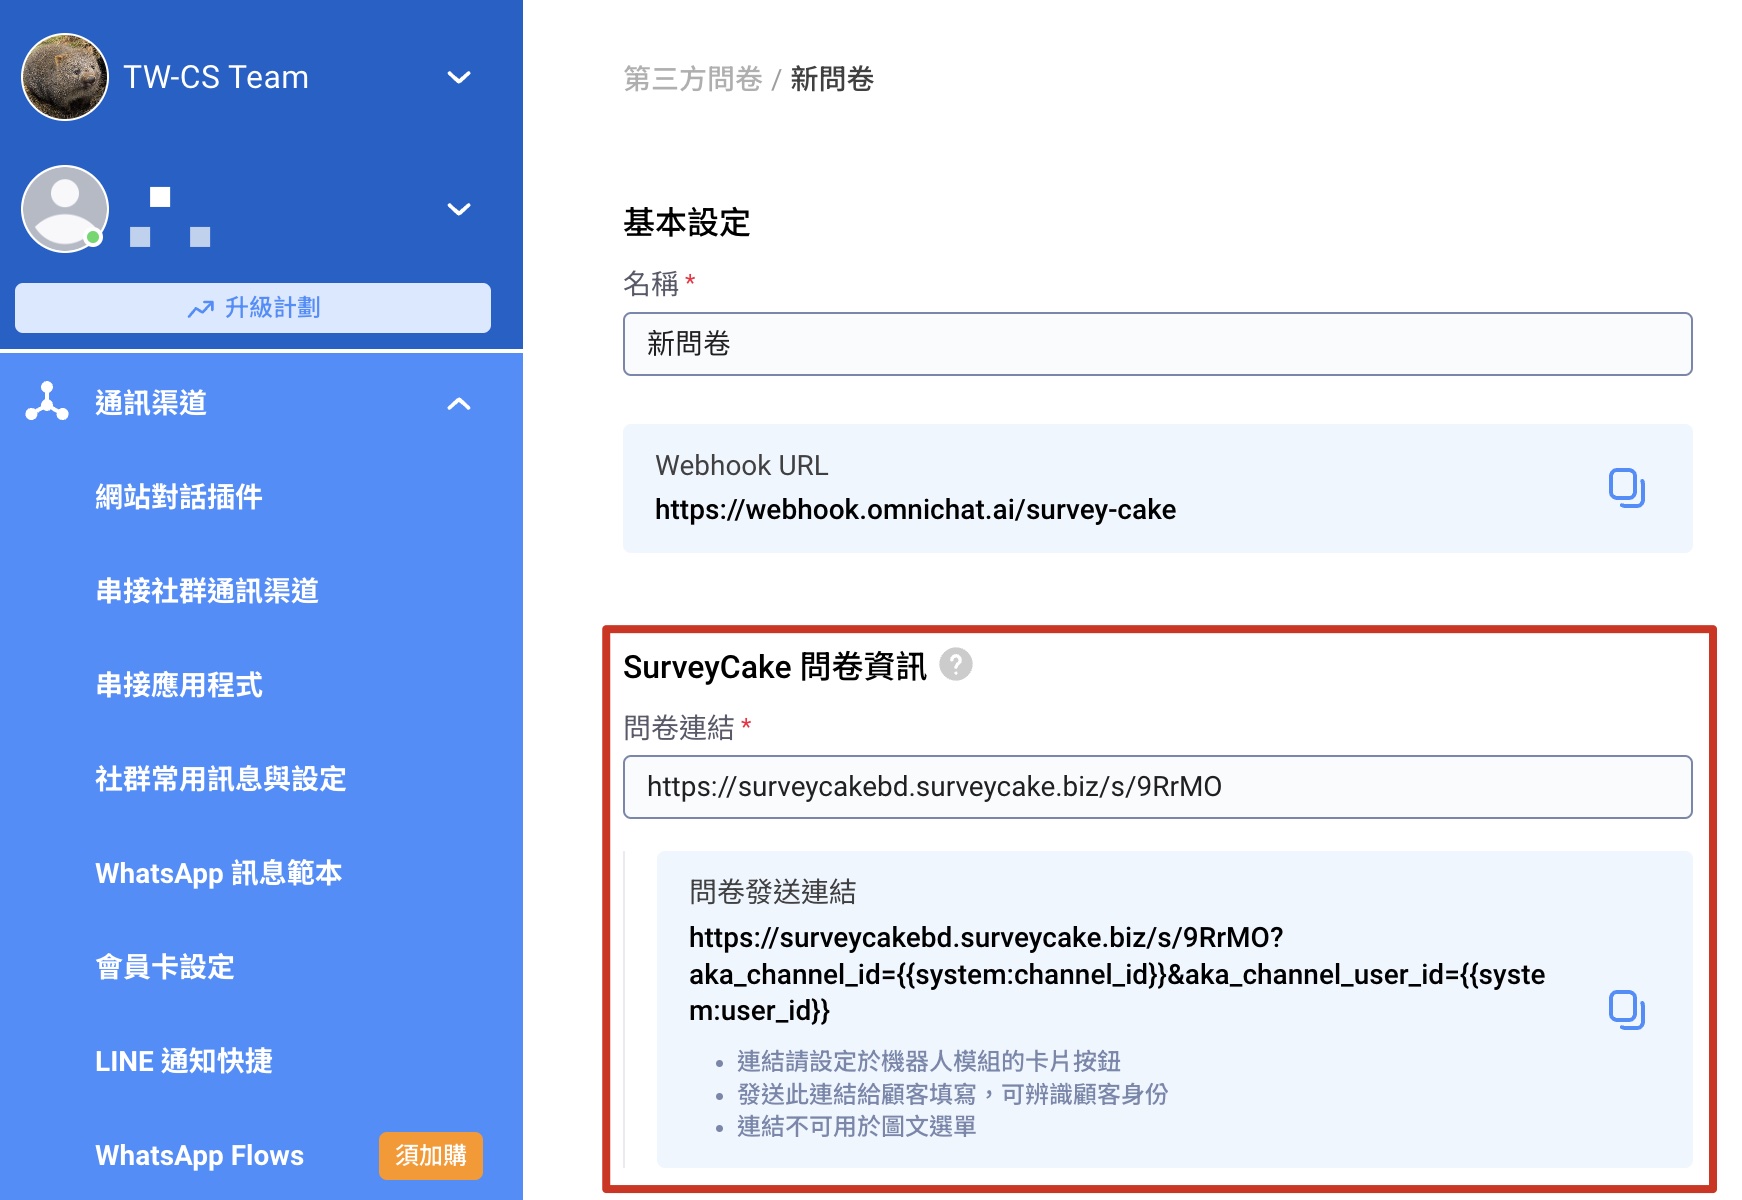 TW-CS Team
升級計劃
通訊渠道
網站對話插件
串接社群通訊渠道
串接應用程式
社群常用訊息與設定
WhatsApp 訊息範本
會員卡設定
LINE 通知快捷
WhatsApp Flows 須加購
第三方問卷 / 新問卷
基本設定
名稱 *
新問卷
Webhook URL
https://webhook.omnichat.ai/survey-cake
SurveyCake 問卷資訊 ?
問卷連結 *
https://surveycakebd.surveycake.biz/s/9RrMO
問卷發送連結
https://surveycakebd.surveycake.biz/s/9RrMO?
aka_channel_id={{system:channel_id}}&aka_channel_user_id={{syste
m:user_id}}
• 連結請設定於機器人模組的卡片按鈕
• 發送此連結給顧客填寫，可辨識顧客身份
• 連結不可用於圖文選單